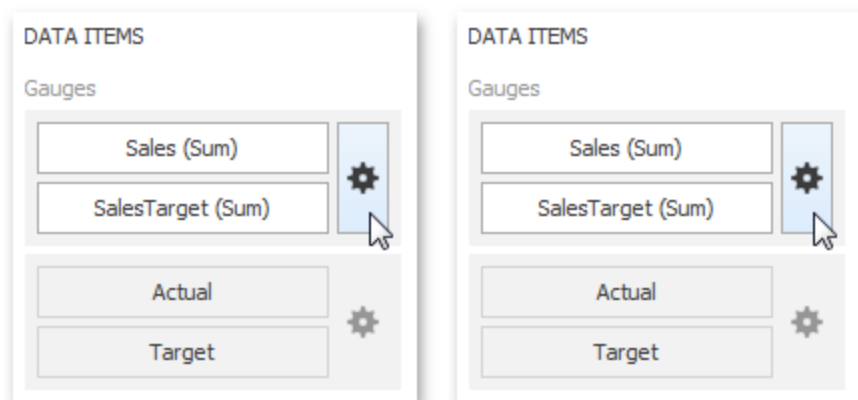 DATA ITEMS
Gauges
Sales (Sum)
SalesTarget (Sum)
Actual
Target
DATA ITEMS
Gauges
Sales (Sum)
SalesTarget (Sum)
Actual
Target